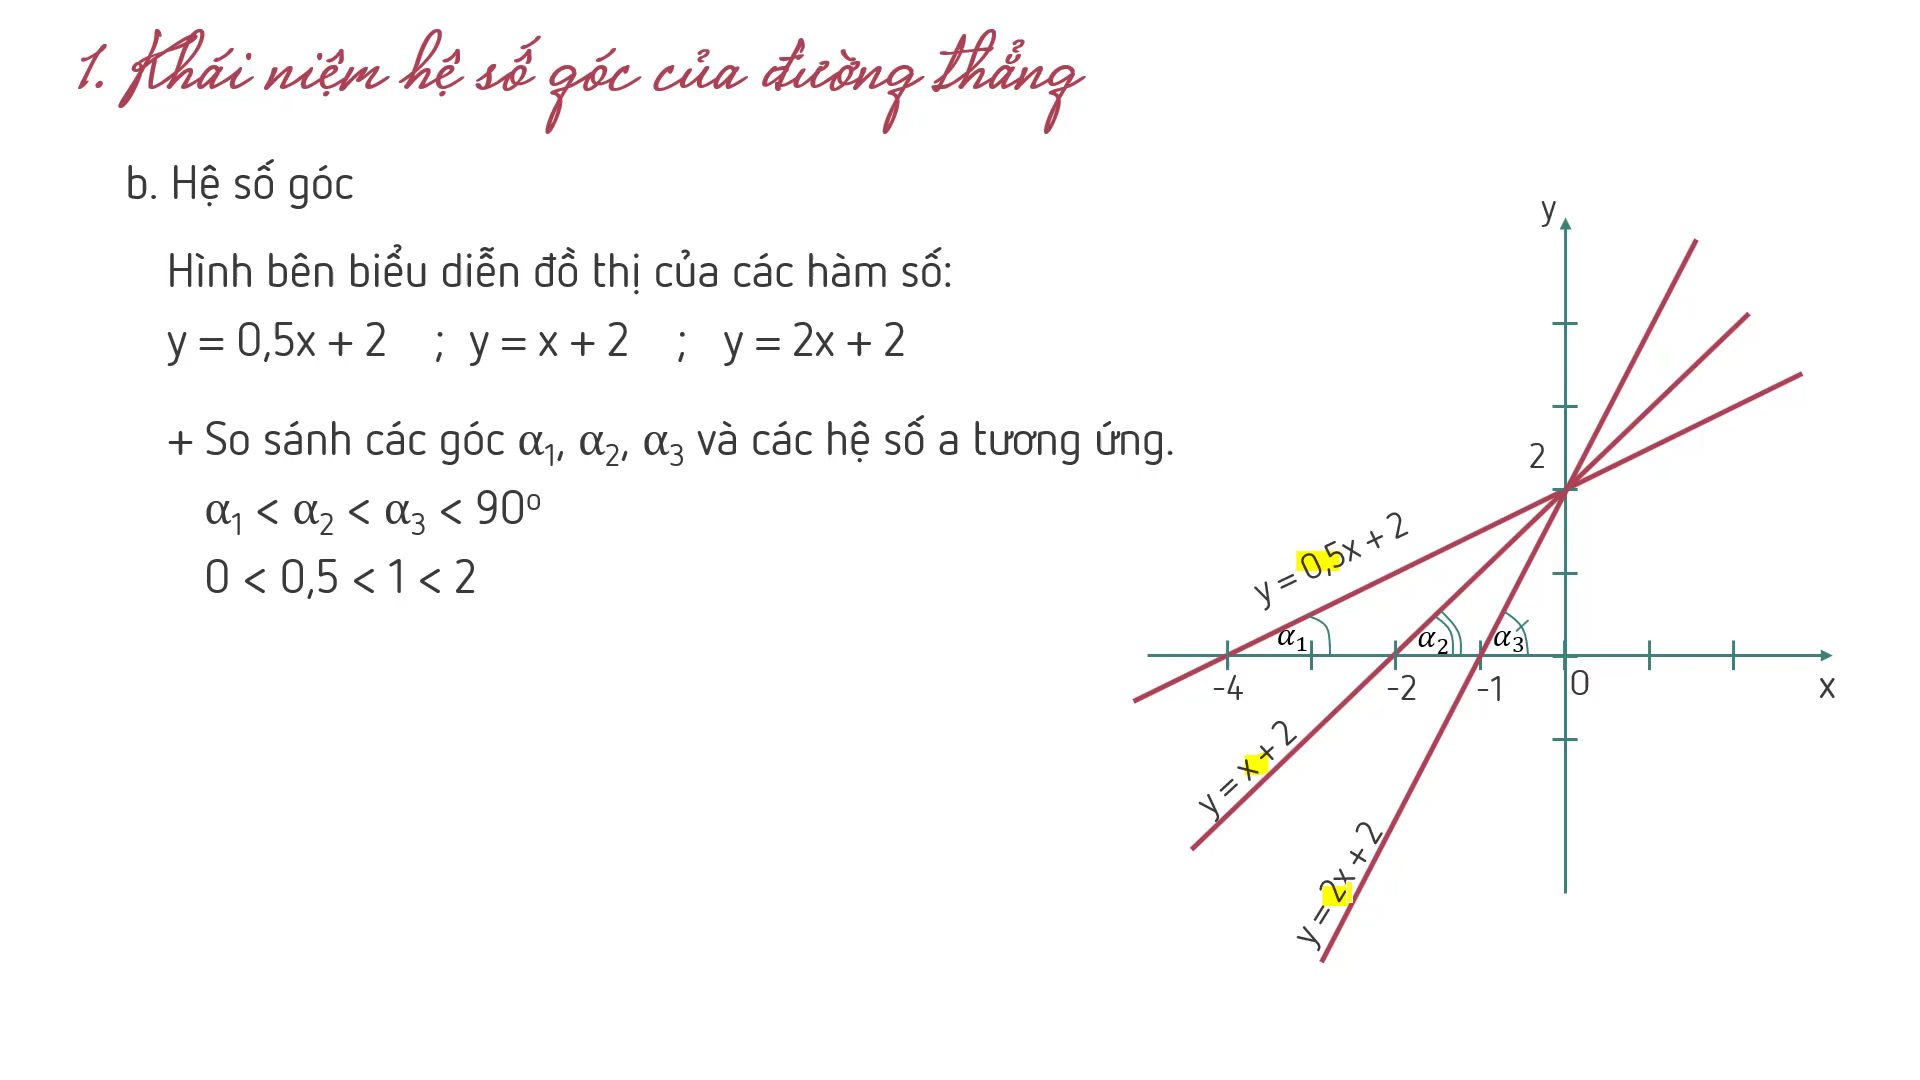 1. Khái niệm hệ số góc của đường thẳng
b. Hệ số góc
Hình bên biểu diễn đồ thị của các hàm số:
y = 0,5x + 2 ; y = x + 2 ; y = 2x + 2
+ So sánh các góc α₁, α₂, α₃ và các hệ số a tương ứng.
α₁ < α₂ < α₃ < 90º
0 < 0,5 < 1 < 2
y
2
y = 0,5x + 2
α₁
α₂
α₃
-4
-2
-1
0
x
y = x + 2
y = 2x + 2